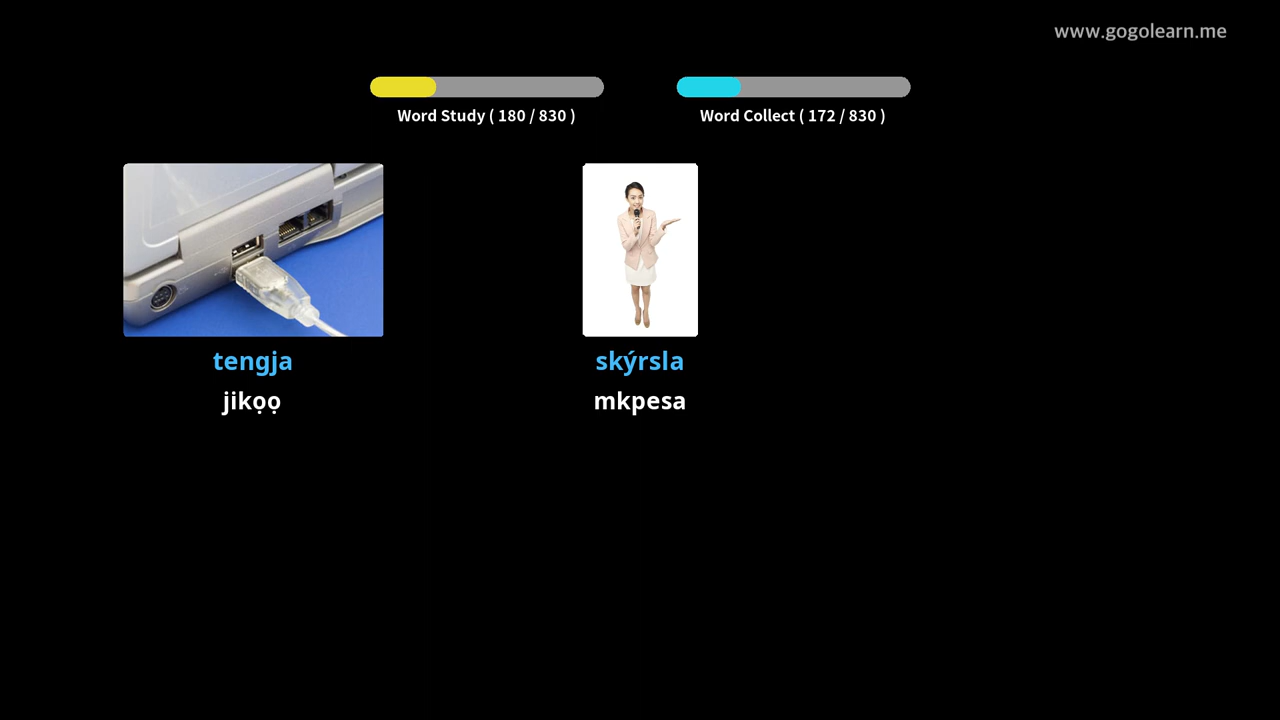 www.gogolearn.me
Word Study ( 180 / 830 )
Word Collect ( 172 / 830 )
tengja
jikọọ
skýrsla
mkpesa